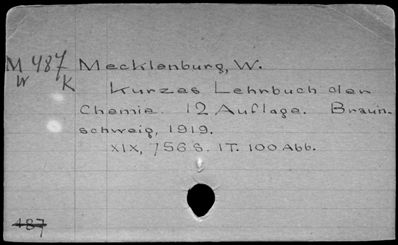 M 487 Mecklenburg, W.
W K
Kurzes Lehrbuch der
Chemie. 12 Auflage. Braun-
schweig, 1919.
XIX, 756 S. 1T. 100 Abb.
487